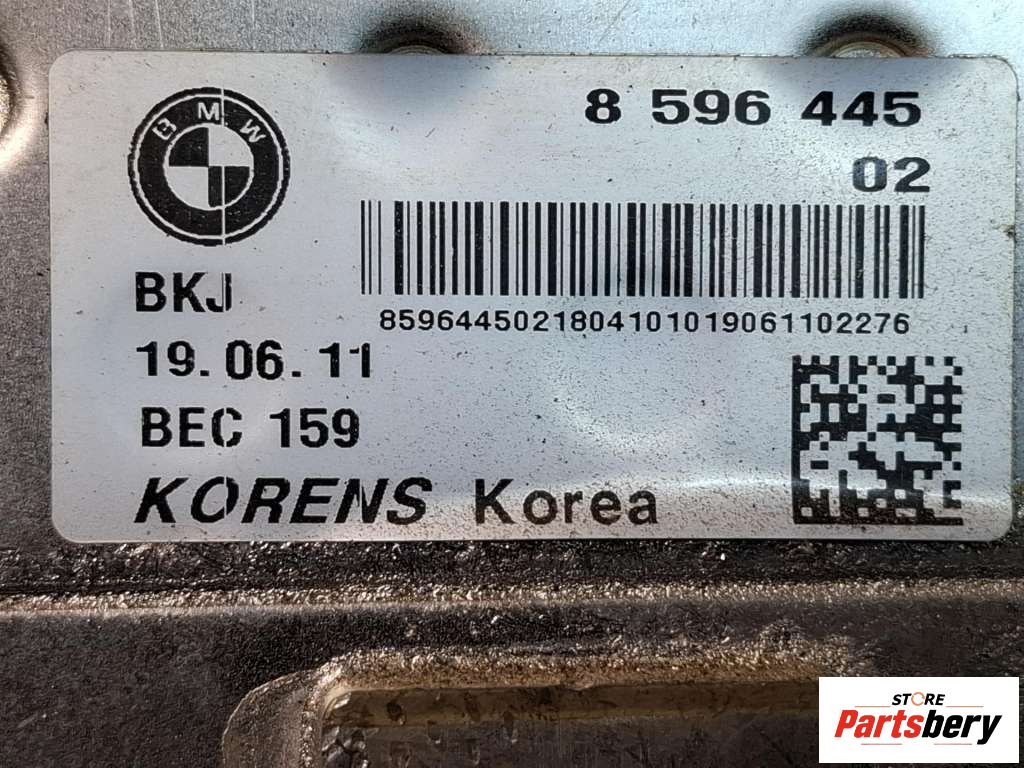 BMW
8 596 445
02
8596445021804101019061102276
BKJ
19.06.11
BEC 159
KORENS Korea
STORE
Partsbery